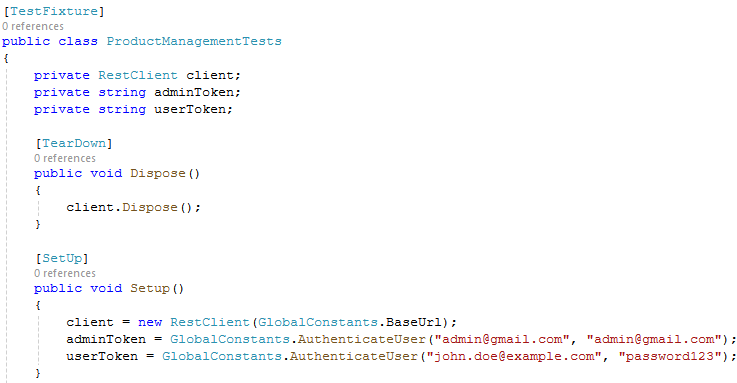 [TestFixture]
0 references
public class ProductManagementTests
{
private RestClient client;
private string adminToken;
private string userToken;
[TearDown]
0 references
public void Dispose()
{
client.Dispose();
}
[SetUp]
0 references
public void Setup()
{
client = new RestClient(GlobalConstants.BaseUrl);
adminToken = GlobalConstants.AuthenticateUser("admin@gmail.com", "admin@gmail.com");
userToken = GlobalConstants.AuthenticateUser("john.doe@example.com", "password123");
}